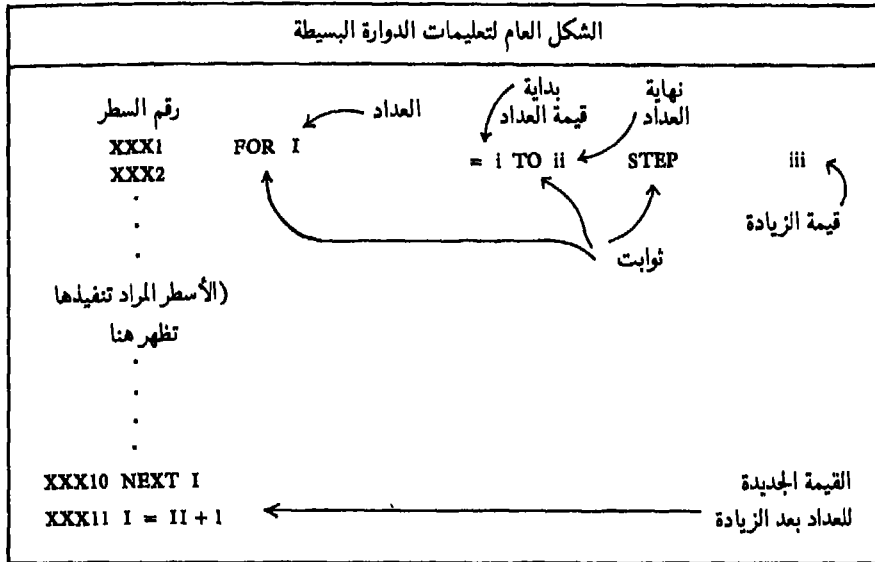 الشكل العام لتعليمات الدوارة البسيطة
رقم السطر
العداد
بداية
قيمة العداد
نهاية
العداد
XXX1 FOR I = i TO ii STEP iii
XXX2
قيمة الزيادة
ثوابت
.
.
.
(الأسطر المراد تنفيذها
تظهر هنا
.
.
.
.
XXX10 NEXT I
القيمة الجديدة
XXX11 I = II + 1
للعداد بعد الزيادة